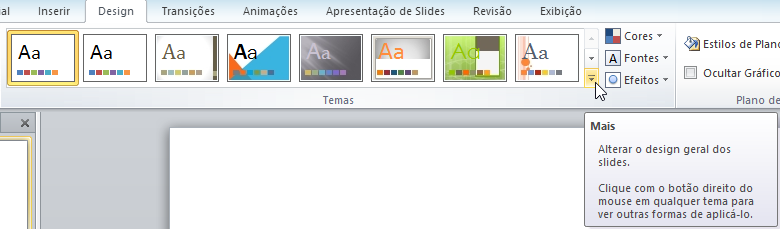 ual Inserir Design Transições Animações Apresentação de Slides Revisão Exibição
Aa Aa Aa Aa Aa Aa Aa Aa
Cores
A Fontes
Efeitos
Estilos de Plano
Ocultar Gráfico
Temas
Plano de
Mais
Alterar o design geral dos
slides.
Clique com o botão direito do
mouse em qualquer tema para
ver outras formas de aplicá-lo.